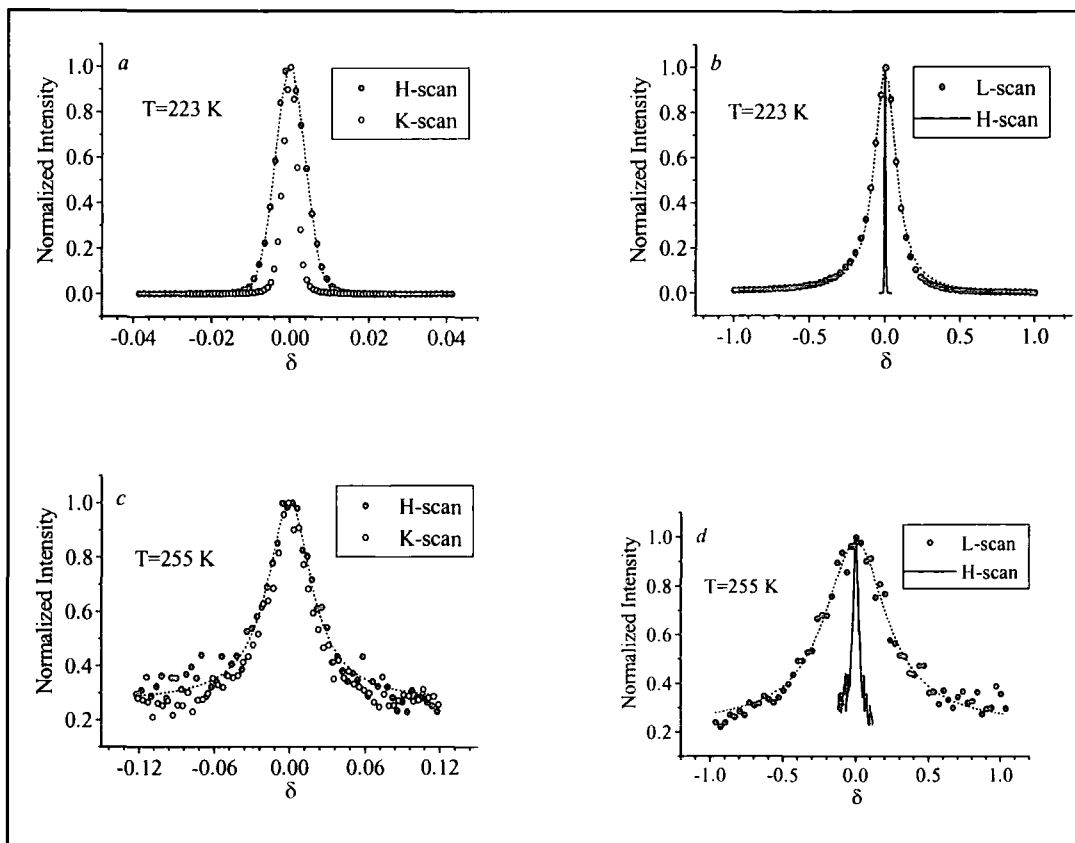 a
T=223 K
H-scan
K-scan
Normalized Intensity
1.0
0.8
0.6
0.4
0.2
0.0
-0.04
-0.02
0.00
0.02
0.04
δ
b
T=223 K
L-scan
H-scan
Normalized Intensity
1.0
0.8
0.6
0.4
0.2
0.0
-1.0
-0.5
0.0
0.5
1.0
δ
c
T=255 K
H-scan
K-scan
Normalized Intensity
1.0
0.8
0.6
0.4
0.2
-0.12
-0.06
0.00
0.06
0.12
δ
d
T=255 K
L-scan
H-scan
Normalized Intensity
1.0
0.8
0.6
0.4
0.2
-1.0
-0.5
0.0
0.5
1.0
δ